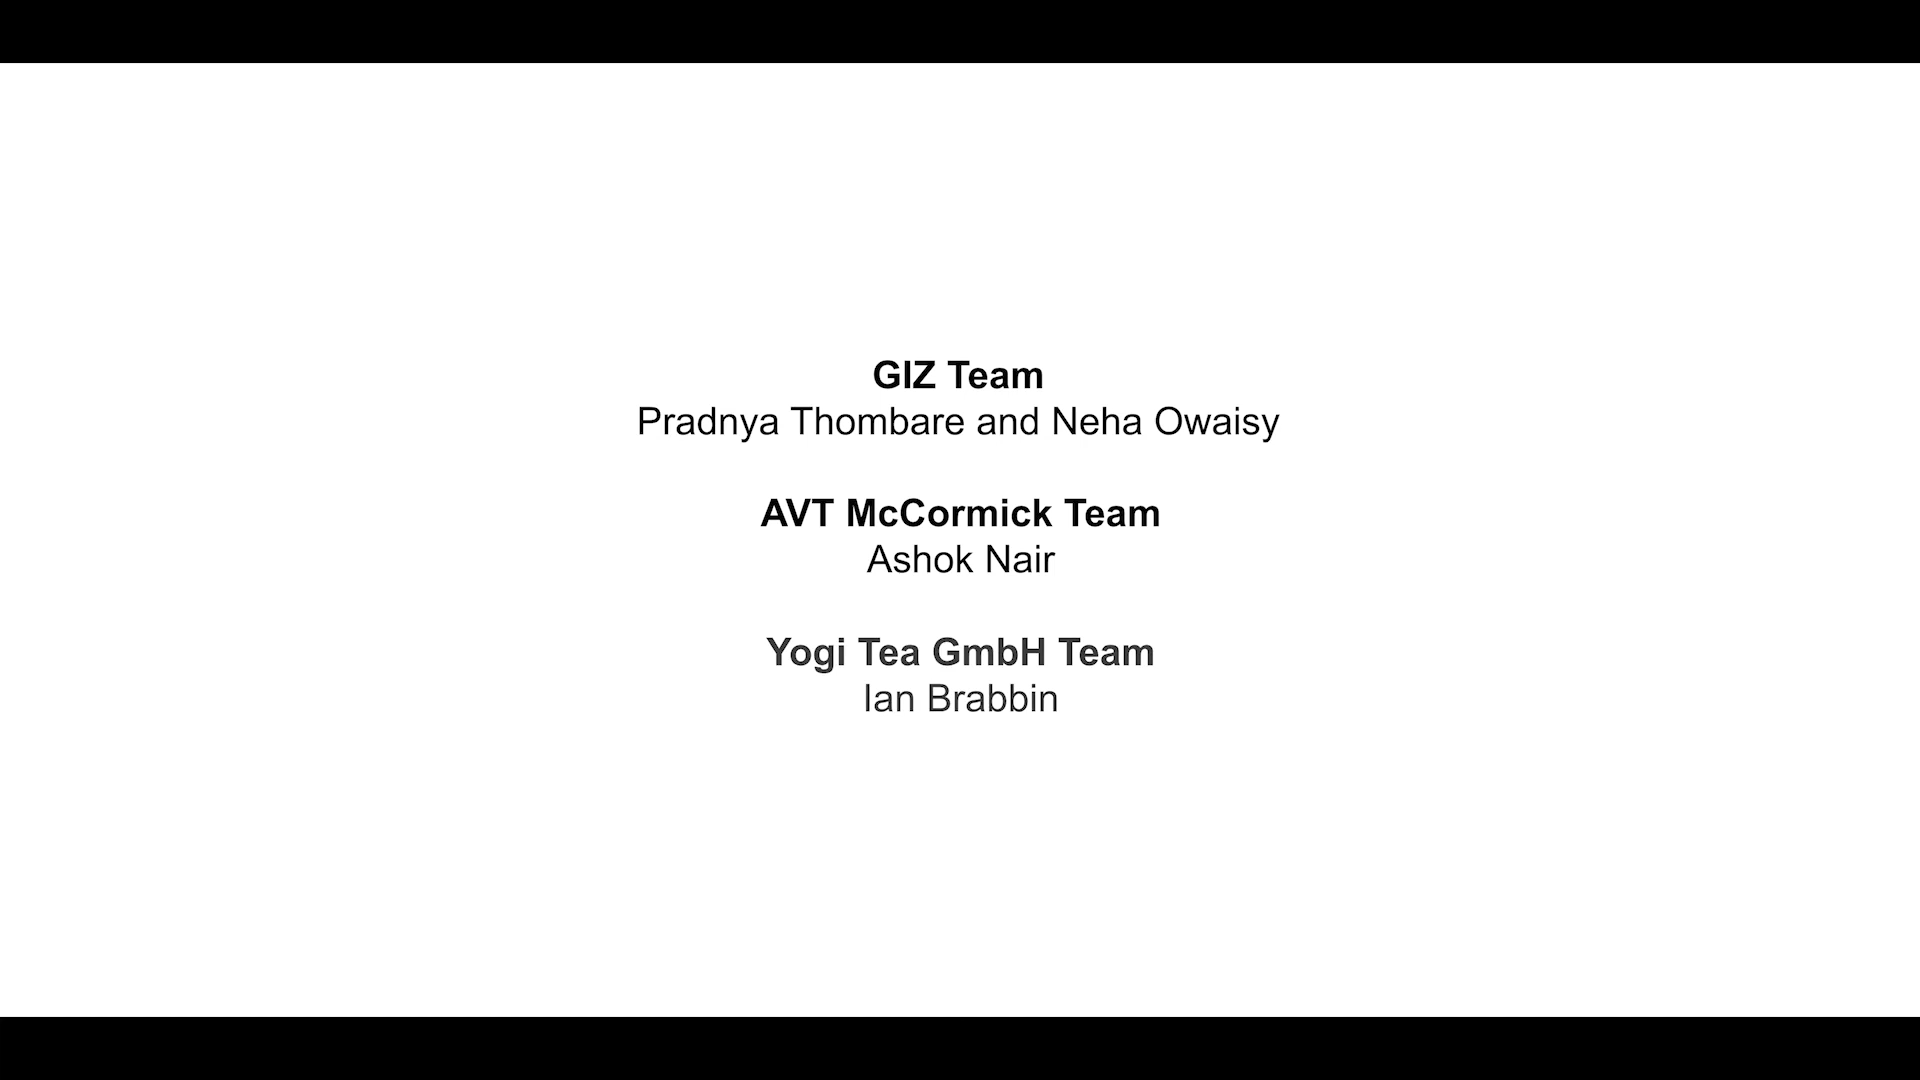 GIZ Team
Pradnya Thombare and Neha Owaisy
AVT McCormick Team
Ashok Nair
Yogi Tea GmbH Team
Ian Brabbin